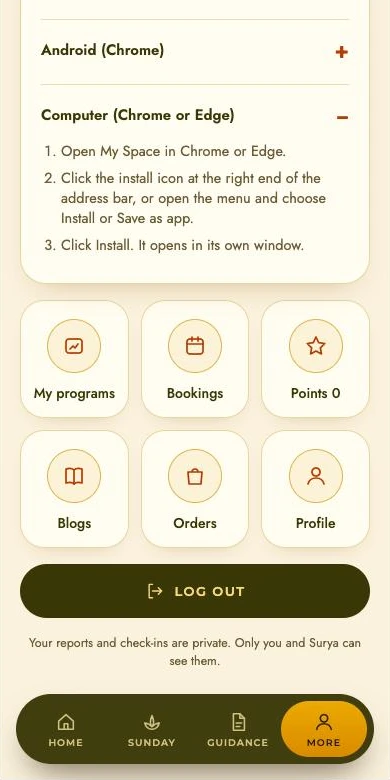 Android (Chrome)
Computer (Chrome or Edge)
1. Open My Space in Chrome or Edge.
2. Click the install icon at the right end of the
address bar, or open the menu and choose
Install or Save as app.
3. Click Install. It opens in its own window.
My programs
Bookings
Points 0
Blogs
Orders
Profile
LOG OUT
Your reports and check-ins are private. Only you and Surya can
see them.
HOME
SUNDAY
GUIDANCE
MORE